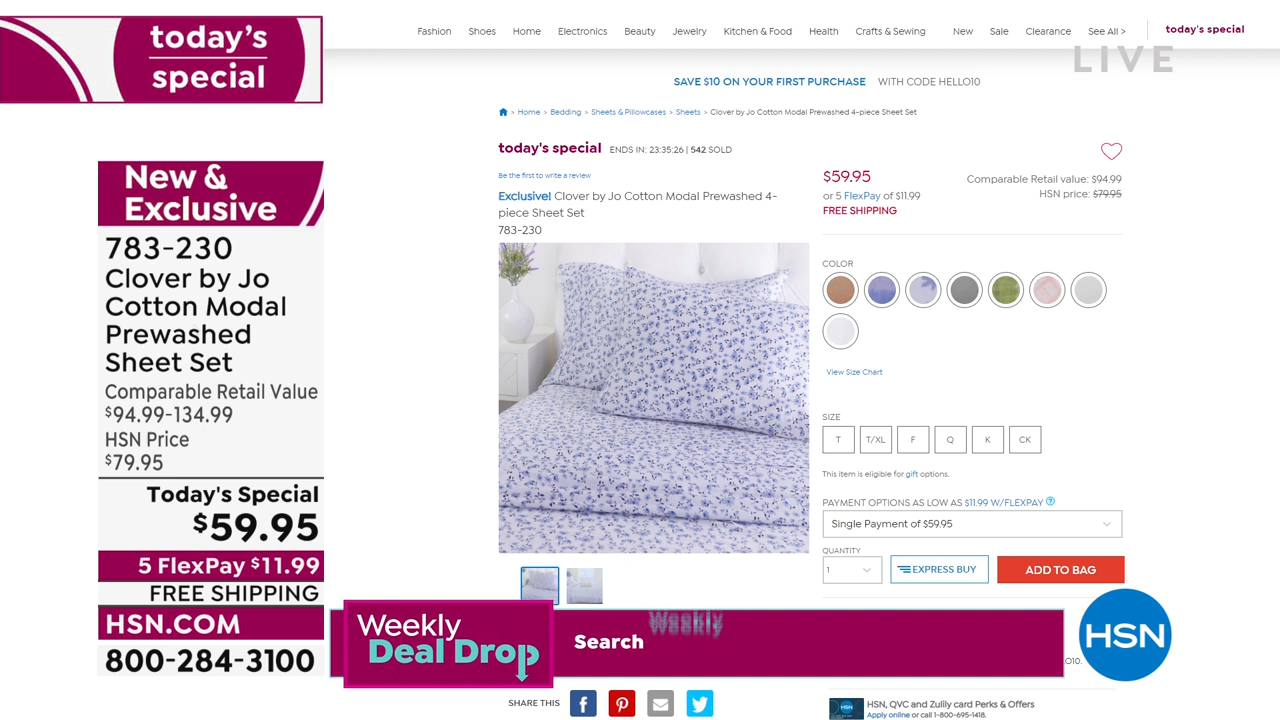 today's
special
Fashion Shoes Home Electronics Beauty Jewelry Kitchen & Food Health Crafts & Sewing New Sale Clearance See All > today's special
LIVE
SAVE $10 ON YOUR FIRST PURCHASE WITH CODE HELLO10
> Home > Bedding > Sheets & Pillowcases > Sheets > Clover by Jo Cotton Modal Prewashed 4-piece Sheet Set
today's special ENDS IN: 23:35:26 | 542 SOLD
Be the first to write a review
Exclusive! Clover by Jo Cotton Modal Prewashed 4-
piece Sheet Set
783-230
$59.95
or 5 FlexPay of $11.99
FREE SHIPPING
Comparable Retail value: $94.99
HSN price: $79.95
COLOR
View Size Chart
SIZE
T T/XL F Q K CK
This item is eligible for gift options.
PAYMENT OPTIONS AS LOW AS $11.99 W/FLEXPAY ?
Single Payment of $59.95
QUANTITY
1 EXPRESS BUY ADD TO BAG
New &
Exclusive
783-230
Clover by Jo
Cotton Modal
Prewashed
Sheet Set
Comparable Retail Value
$94.99-134.99
HSN Price
$79.95
Today's Special
$59.95
5 FlexPay $11.99
FREE SHIPPING
HSN.COM
800-284-3100
Weekly
Deal Drop
Search Weekly
HSN
O10.
SHARE THIS
HSN, QVC and Zulily card Perks & Offers
Apply online or call 1-800-695-1418.